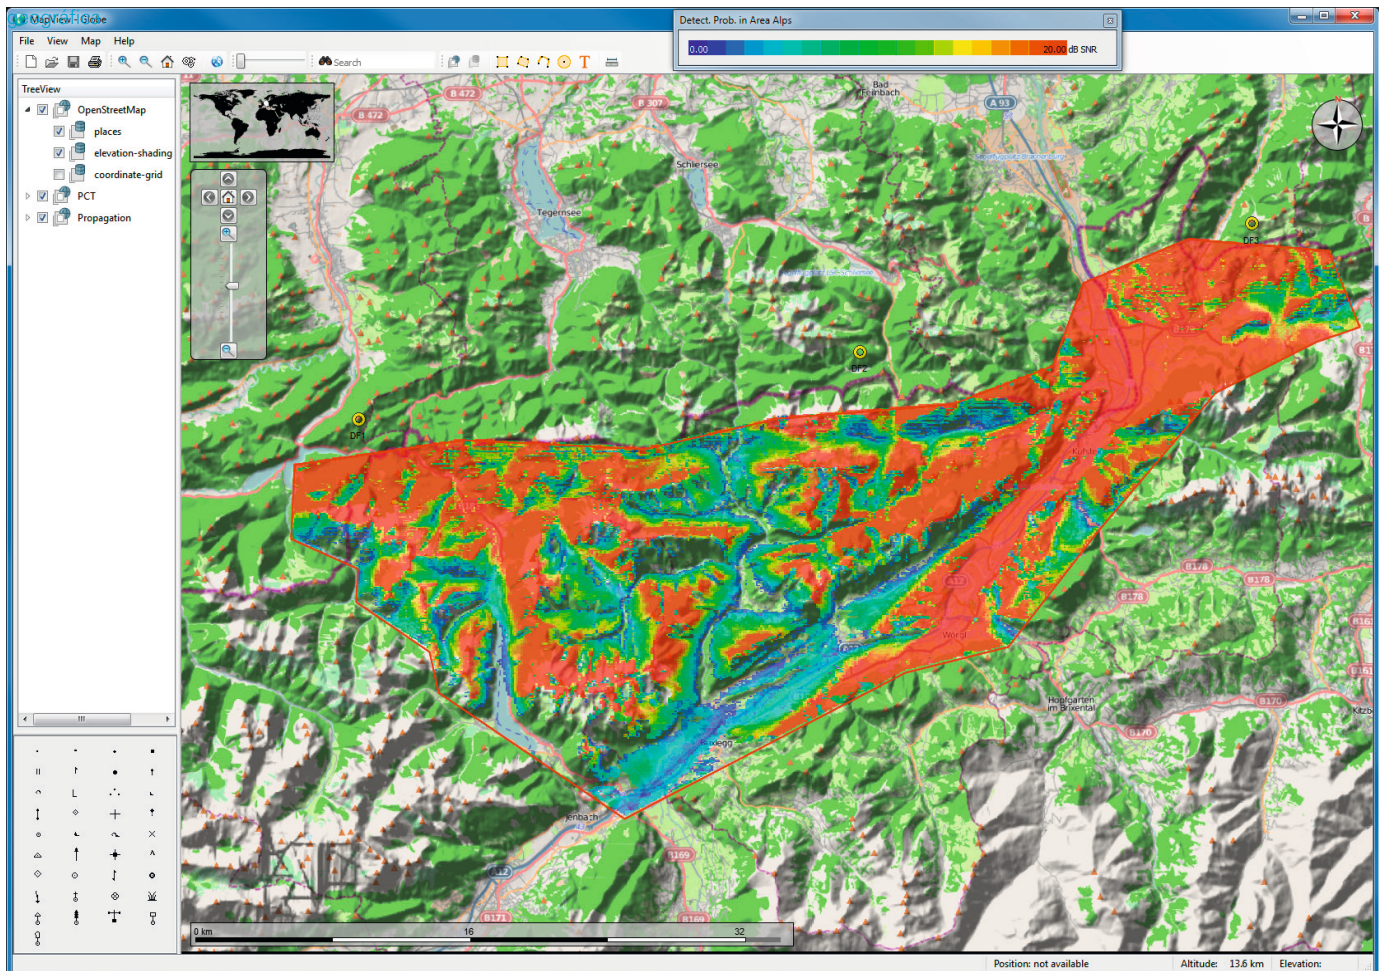 geográfica
MapView - Globe
Detect. Prob. in Area Alps
0.00
20.00 dB SNR
File View Map Help
Search
TreeView
OpenStreetMap
places
elevation-shading
coordinate-grid
PCT
Propagation
B 472
B 472
B 307
Bad
Feilnbach
A 93
Schliersee
Tegernsee
DF1
DF2
DF3
Kufstein
A12
Wörgl
B178
B178
B178
Hopfgarten
im Brixental
B170
B170
Jenbach
A12
B169
B169
B171
0 km
16
32
Position: not available
Altitude: 13.6 km
Elevation: